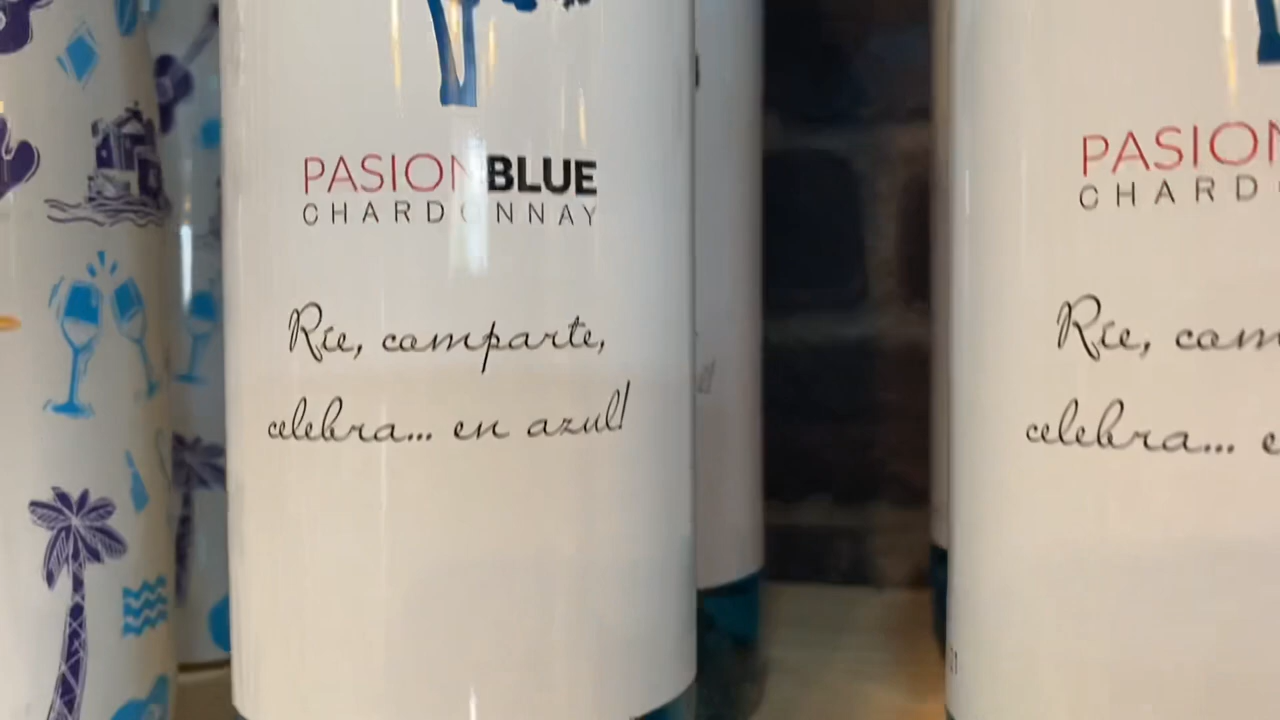 PASION BLUE
CHARDONNAY
Ríe, comparte,
celebra... en azul!
PASION
CHARD
Ríe, com
celebra... e